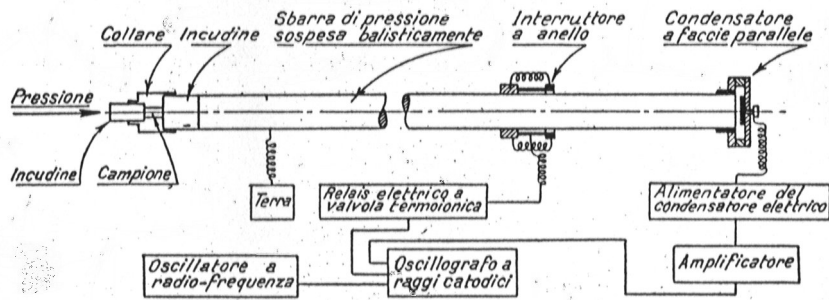 Collare
Incudine
Sbarra di pressione
sospesa balisticamente
Interruttore
a anello
Condensatore
a faccie parallele
Pressione
Incudine
Campione
Terra
Relais elettrico a
valvola termoionica
Alimentatore del
condensatore elettrico
Oscillatore a
radio-frequenza
Oscillografo a
raggi catodici
Amplificatore